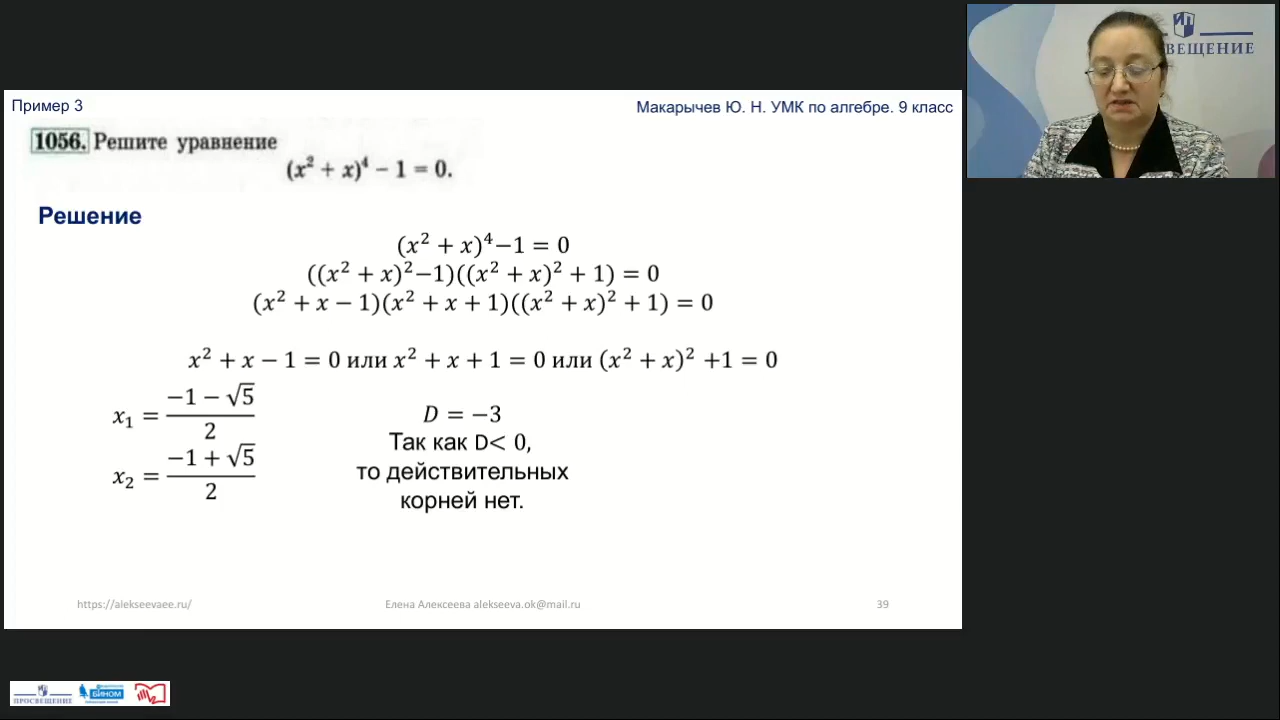 Пример 3
Макарычев Ю. Н. УМК по алгебре. 9 класс
1056. Решите уравнение
(x² + x)⁴ − 1 = 0.
Решение
(x² + x)⁴−1 = 0
((x² + x)²−1)((x² + x)² + 1) = 0
(x² + x − 1)(x² + x + 1)((x² + x)² + 1) = 0
x² + x − 1 = 0 или x² + x + 1 = 0 или (x² + x)² +1 = 0
x₁ = (−1 − √5)/2
x₂ = (−1 + √5)/2
D = −3
Так как D< 0,
то действительных
корней нет.
https://alekseevaee.ru/
Елена Алексеева alekseeva.ok@mail.ru
39
ВЕЩЕНИЕ
ПРОСВЕЩЕНИЕ
БИНОМ